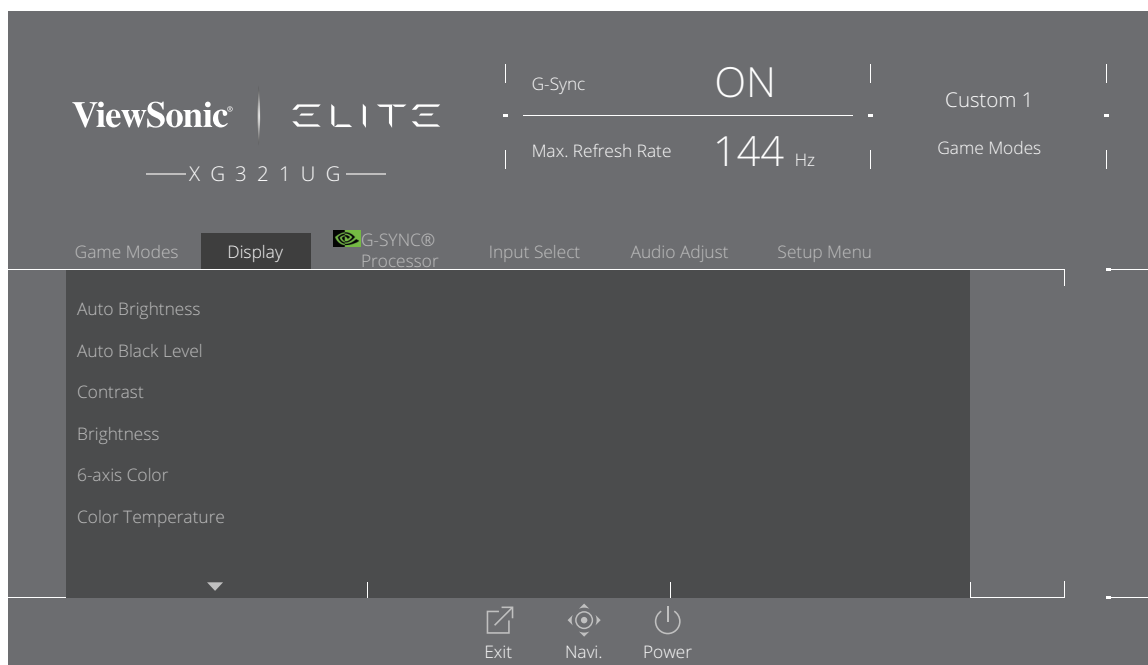 ViewSonic® ELITE
XG321UG
G-Sync ON
Max. Refresh Rate 144 Hz
Custom 1
Game Modes
Game Modes
Display
G-SYNC®
Processor
Input Select
Audio Adjust
Setup Menu
Auto Brightness
Auto Black Level
Contrast
Brightness
6-axis Color
Color Temperature
Exit
Navi.
Power